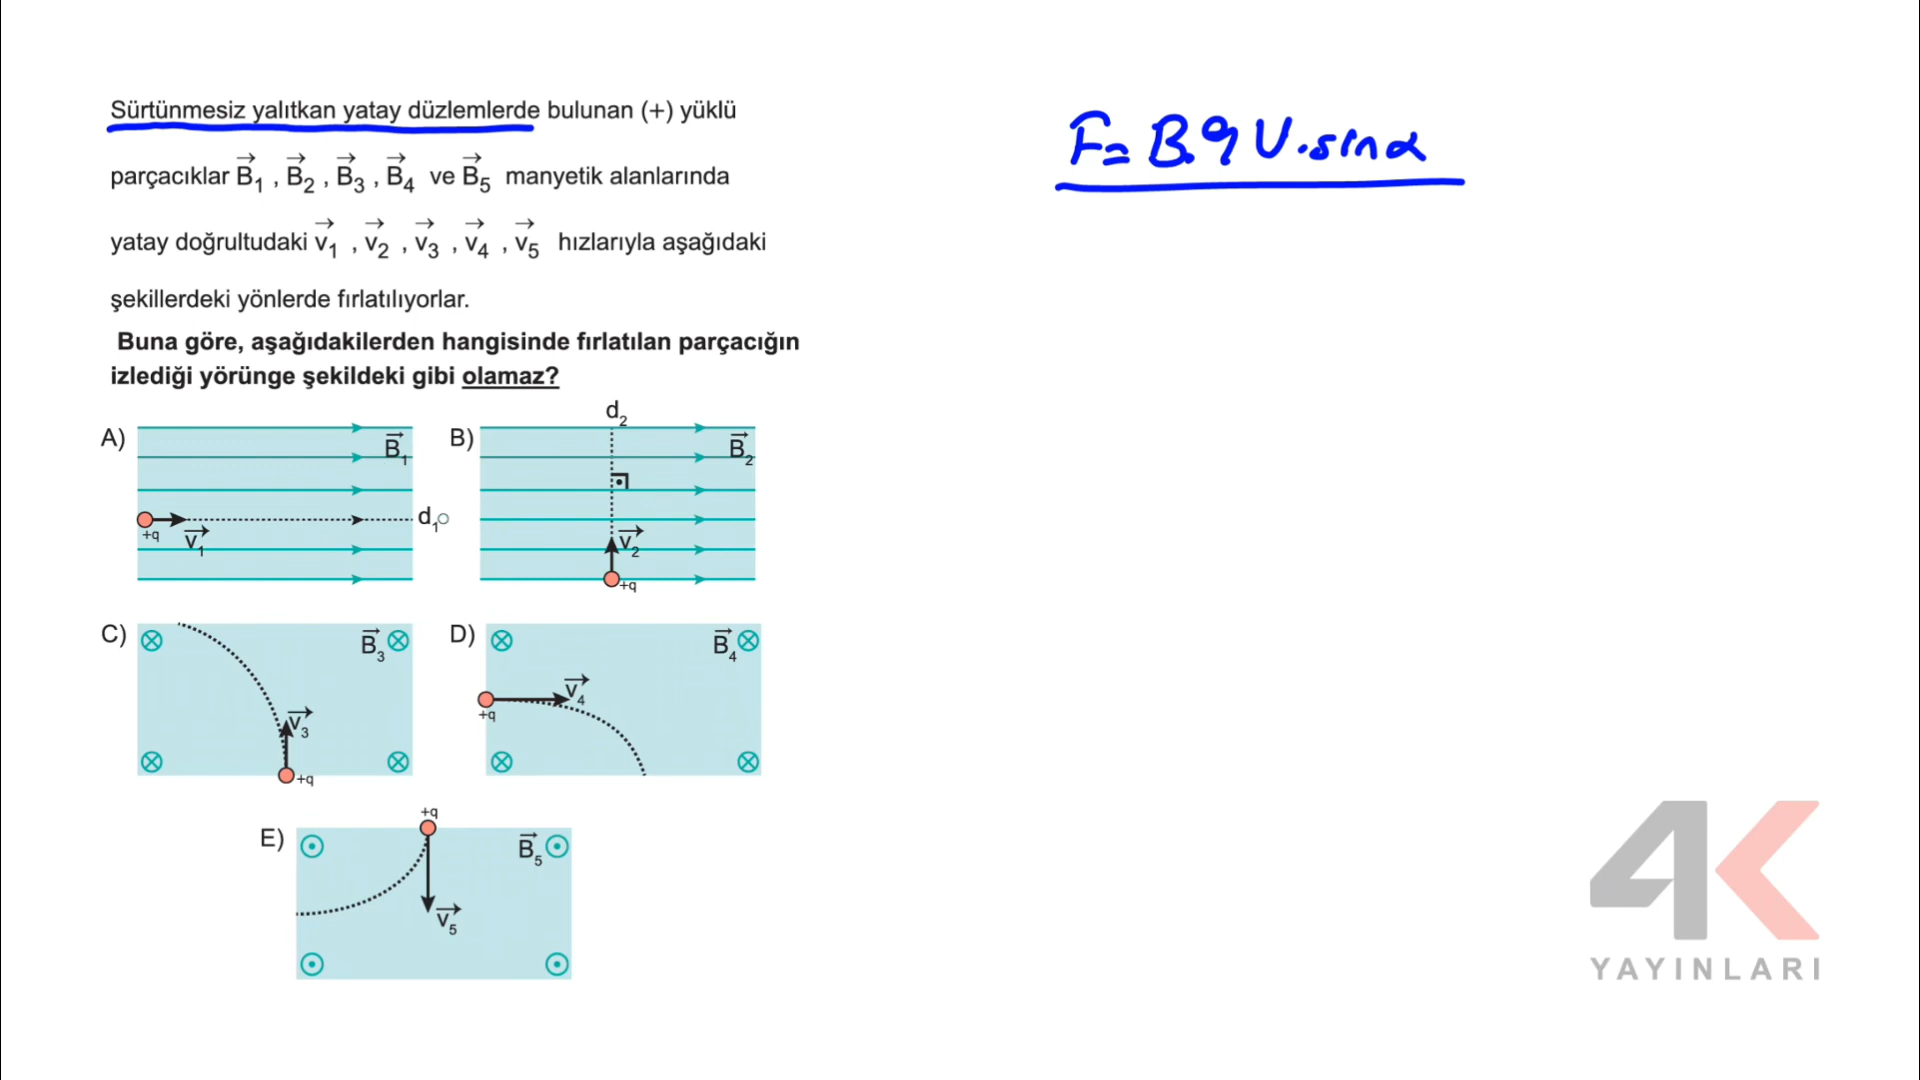 Sürtünmesiz yalıtkan yatay düzlemlerde bulunan (+) yüklü
parçacıklar B₁ , B₂ , B₃ , B₄ ve B₅ manyetik alanlarında
yatay doğrultudaki v₁ , v₂ , v₃ , v₄ , v₅ hızlarıyla aşağıdaki
şekillerdeki yönlerde fırlatılıyorlar.
Buna göre, aşağıdakilerden hangisinde fırlatılan parçacığın
izlediği yörünge şekildeki gibi olamaz?
F = B.q V.sinα
A)
B₁
+q
v₁
d₁
B)
d₂
B₂
v₂
+q
C)
B₃
v₃
+q
D)
B₄
v₄
+q
E)
+q
B₅
v₅
4K
YAYINLARI